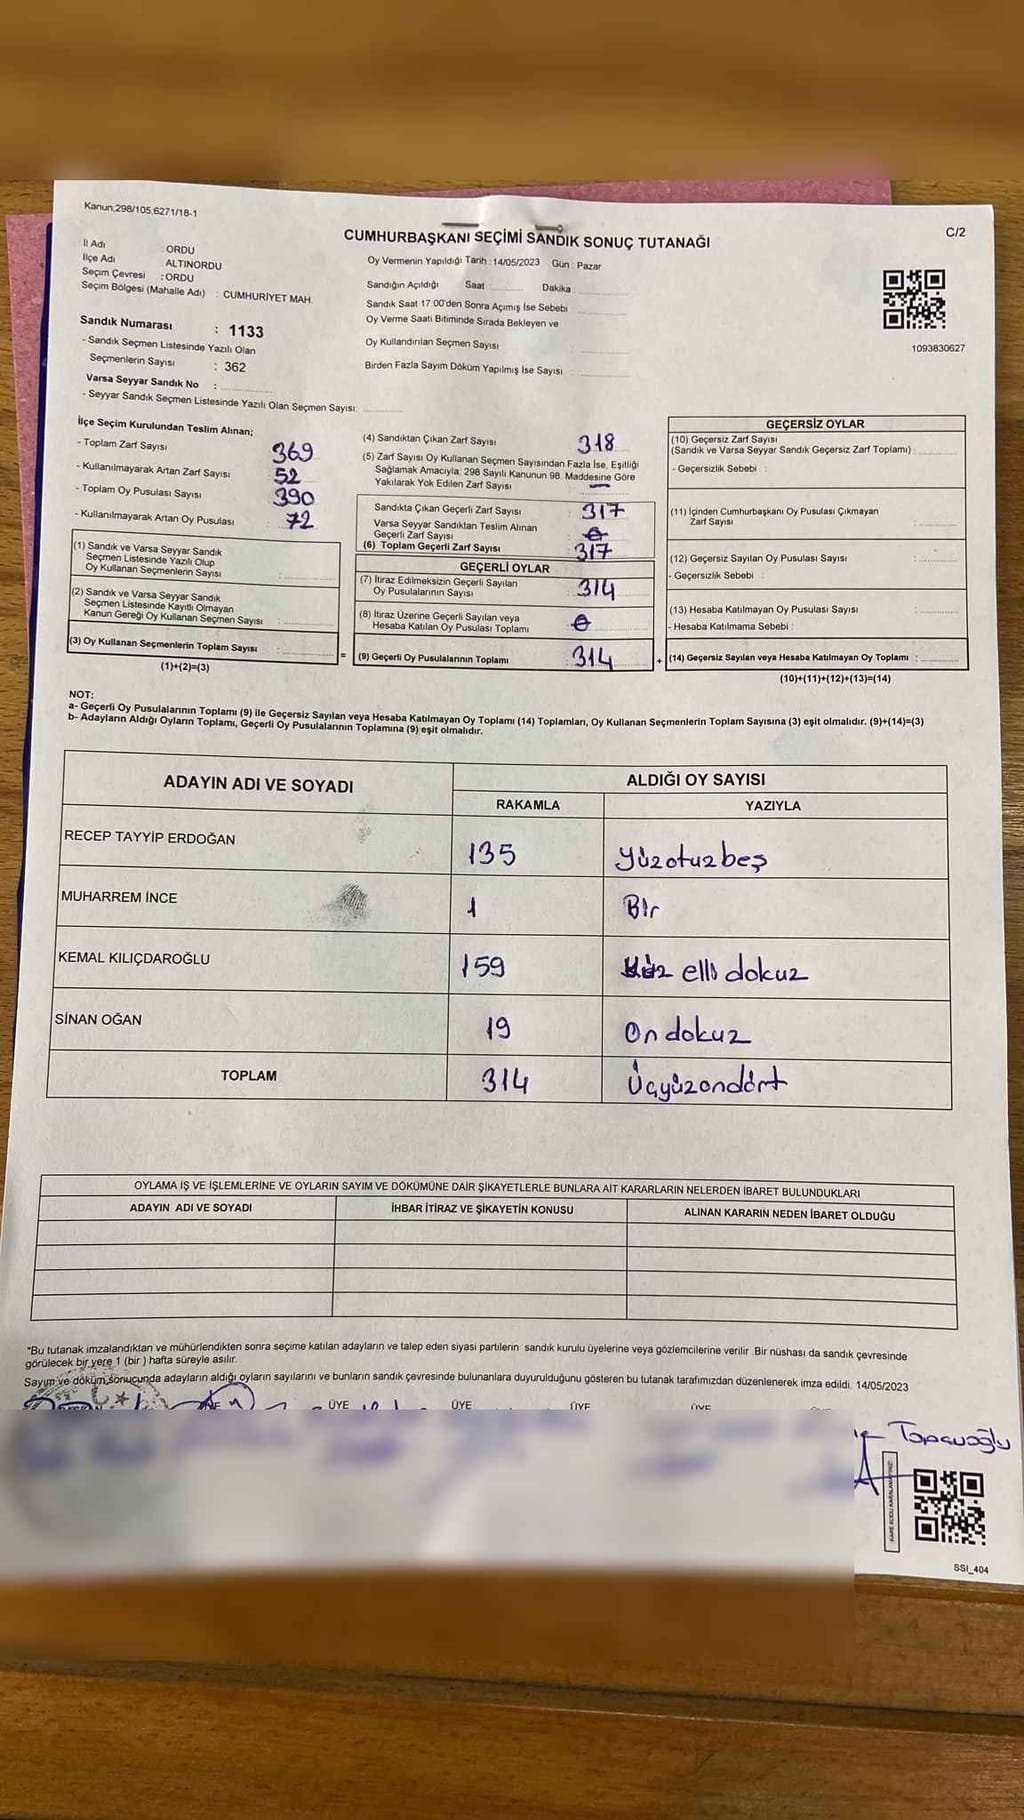 Kanun,298/105,6271/18-1
C/2
CUMHURBAŞKANI SEÇİMİ SANDIK SONUÇ TUTANAĞI
İl Adı : ORDU
İlçe Adı : ALTINORDU
Seçim Çevresi : ORDU
Seçim Bölgesi (Mahalle Adı) : CUMHURİYET MAH.
Sandık Numarası : 1133
- Sandık Seçmen Listesinde Yazılı Olan
Seçmenlerin Sayısı : 362
Varsa Seyyar Sandık No :
- Seyyar Sandık Seçmen Listesinde Yazılı Olan Seçmen Sayısı:
Oy Vermenin Yapıldığı Tarih : 14/05/2023 Gün : Pazar
Sandığın Açıldığı Saat Dakika :
Sandık Saat 17:00'den Sonra Açımış İse Sebebi
Oy Verme Saati Bitiminde Sırada Bekleyen ve
Oy Kullandırılan Seçmen Sayısı
Birden Fazla Sayım Döküm Yapılmış İse Sayısı :
1093830627
İlçe Seçim Kurulundan Teslim Alınan;
- Toplam Zarf Sayısı 369
- Kullanılmayarak Artan Zarf Sayısı 52
- Toplam Oy Pusulası Sayısı 390
- Kullanılmayarak Artan Oy Pusulası 72
(1) Sandık ve Varsa Seyyar Sandık
Seçmen Listesinde Yazılı Olup
Oy Kullanan Seçmenlerin Sayısı :
(2) Sandık ve Varsa Seyyar Sandık
Seçmen Listesinde Kayıtlı Olmayan
Kanun Gereği Oy Kullanan Seçmen Sayısı :
(3) Oy Kullanan Seçmenlerin Toplam Sayısı :
(1)+(2)=(3)
=
(4) Sandıktan Çıkan Zarf Sayısı 318
(5) Zarf Sayısı Oy Kullanan Seçmen Sayısından Fazla İse, Eşitliği
Sağlamak Amacıyla; 298 Sayılı Kanunun 98. Maddesine Göre
Yakılarak Yok Edilen Zarf Sayısı -
Sandıkta Çıkan Geçerli Zarf Sayısı : 317
Varsa Seyyar Sandıktan Teslim Alınan
Geçerli Zarf Sayısı : 0
(6) Toplam Geçerli Zarf Sayısı : 317
GEÇERLİ OYLAR
(7) İtiraz Edilmeksizin Geçerli Sayılan
Oy Pusulalarının Sayısı : 314
(8) İtiraz Üzerine Geçerli Sayılan veya
Hesaba Katılan Oy Pusulası Toplamı : 0
(9) Geçerli Oy Pusulalarının Toplamı : 314
+
GEÇERSİZ OYLAR
(10) Geçersiz Zarf Sayısı
(Sandık ve Varsa Seyyar Sandık Geçersiz Zarf Toplamı) :
- Geçersizlik Sebebi :
(11) İçinden Cumhurbaşkanı Oy Pusulası Çıkmayan
Zarf Sayısı :
(12) Geçersiz Sayılan Oy Pusulası Sayısı :
- Geçersizlik Sebebi :
(13) Hesaba Katılmayan Oy Pusulası Sayısı :
- Hesaba Katılmama Sebebi :
(14) Geçersiz Sayılan veya Hesaba Katılmayan Oy Toplamı :
(10)+(11)+(12)+(13)=(14)
NOT:
a- Geçerli Oy Pusulalarının Toplamı (9) ile Geçersiz Sayılan veya Hesaba Katılmayan Oy Toplamı (14) Toplamları, Oy Kullanan Seçmenlerin Toplam Sayısına (3) eşit olmalıdır. (9)+(14)=(3)
b- Adayların Aldığı Oyların Toplamı, Geçerli Oy Pusulalarının Toplamına (9) eşit olmalıdır.
ADAYIN ADI VE SOYADI
ALDIĞI OY SAYISI
RAKAMLA YAZIYLA
RECEP TAYYİP ERDOĞAN 135 Yüzotuzbeş
MUHARREM İNCE 1 Bir
KEMAL KILIÇDAROĞLU 159 Yüz elli dokuz
SİNAN OĞAN 19 On dokuz
TOPLAM 314 Üçyüzondört
OYLAMA İŞ VE İŞLEMLERİNE VE OYLARIN SAYIM VE DÖKÜMÜNE DAİR ŞİKAYETLERLE BUNLARA AİT KARARLARIN NELERDEN İBARET BULUNDUKLARI
ADAYIN ADI VE SOYADI İHBAR İTİRAZ VE ŞİKAYETİN KONUSU ALINAN KARARIN NEDEN İBARET OLDUĞU
*Bu tutanak imzalandıktan ve mühürlendikten sonra seçime katılan adayların ve talep eden siyasi partilerin sandık kurulu üyelerine veya gözlemcilerine verilir .Bir nüshası da sandık çevresinde
görülecek bir yere 1 (bir ) hafta süreyle asılır.
Sayım ve döküm sonucunda adayların aldığı oyların sayılarını ve bunların sandık çevresinde bulunanlara duyurulduğunu gösteren bu tutanak tarafımızdan düzenlenerek imza edildi. 14/05/2023
ÜYE ÜYE ÜYE ÜYE
SSI_404